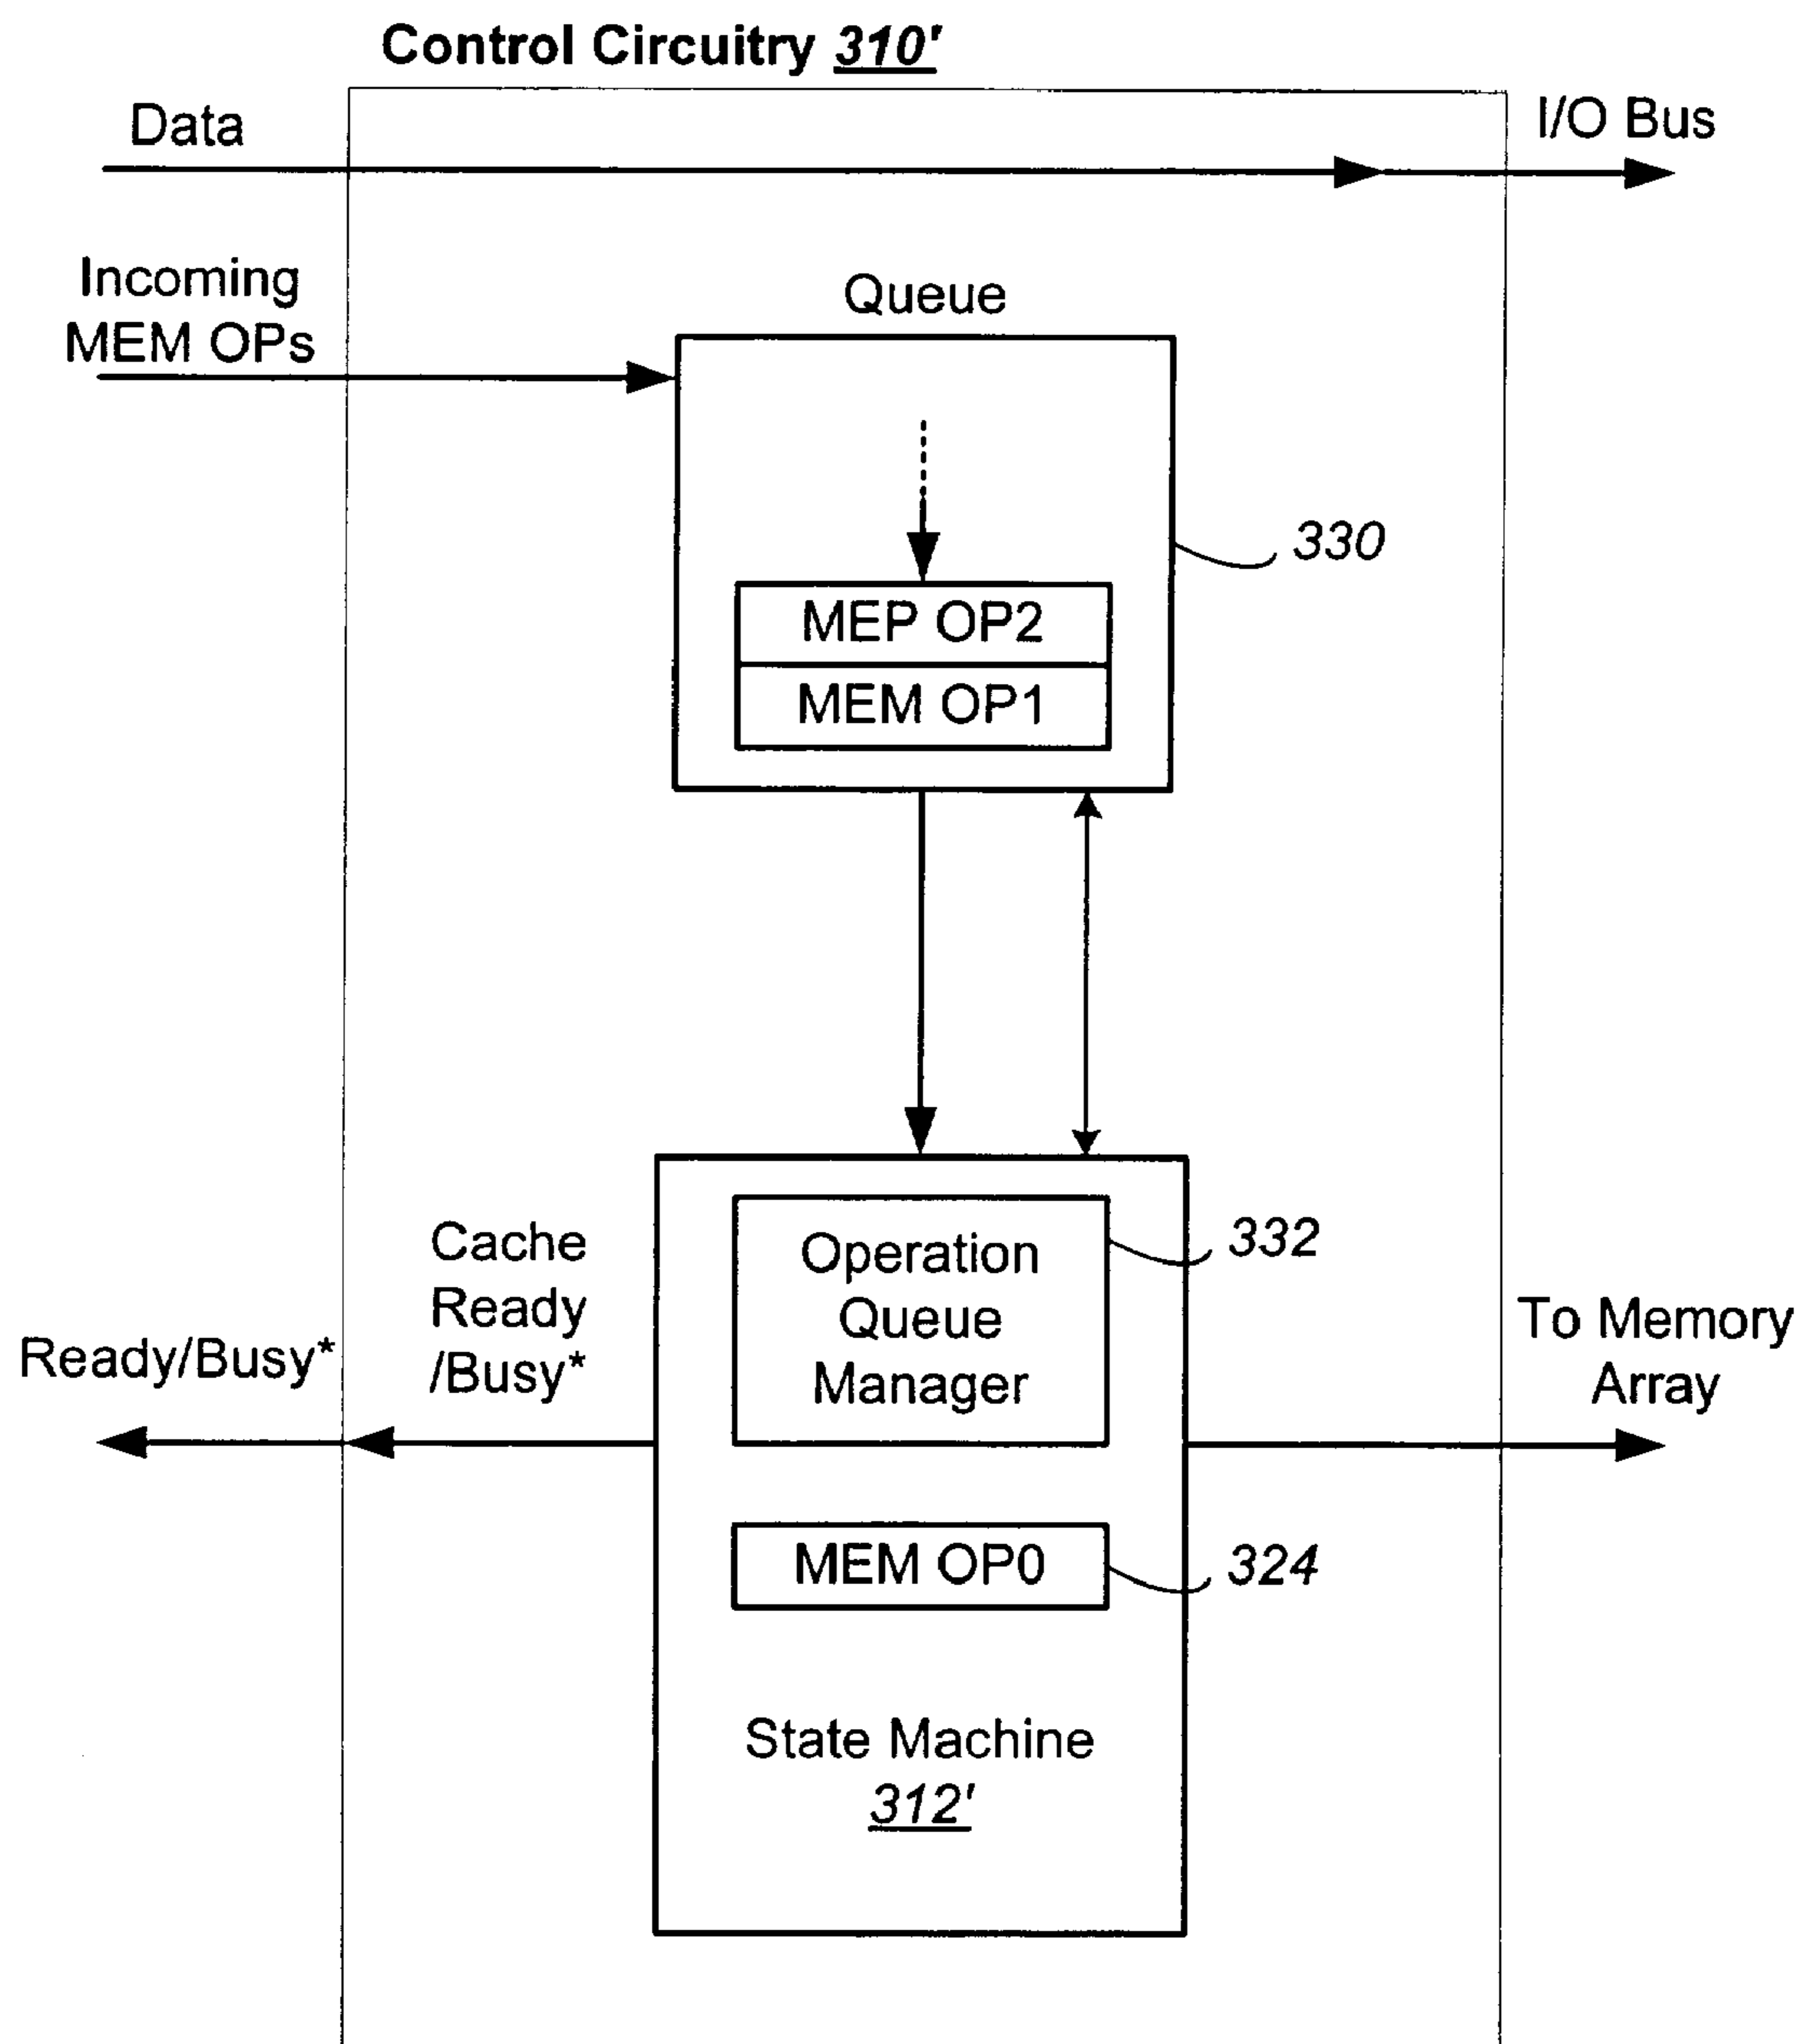 Control Circuitry 310'
Data
I/O Bus
Incoming
MEM OPs
Queue
330
MEP OP2
MEM OP1
Operation
Queue
Manager
332
Cache
Ready
/Busy*
Ready/Busy*
To Memory
Array
MEM OP0
324
State Machine
312'